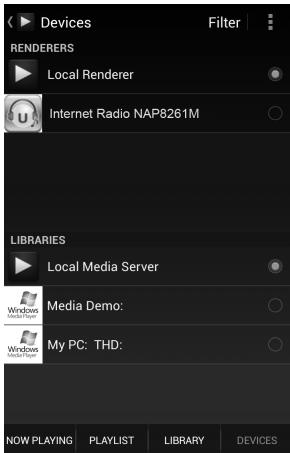 Devices Filter
RENDERERS
Local Renderer
U
Internet Radio NAP8261M
LIBRARIES
Local Media Server
Windows
Media Player
Media Demo:
Windows
Media Player
My PC: THD:
NOW PLAYING PLAYLIST LIBRARY DEVICES